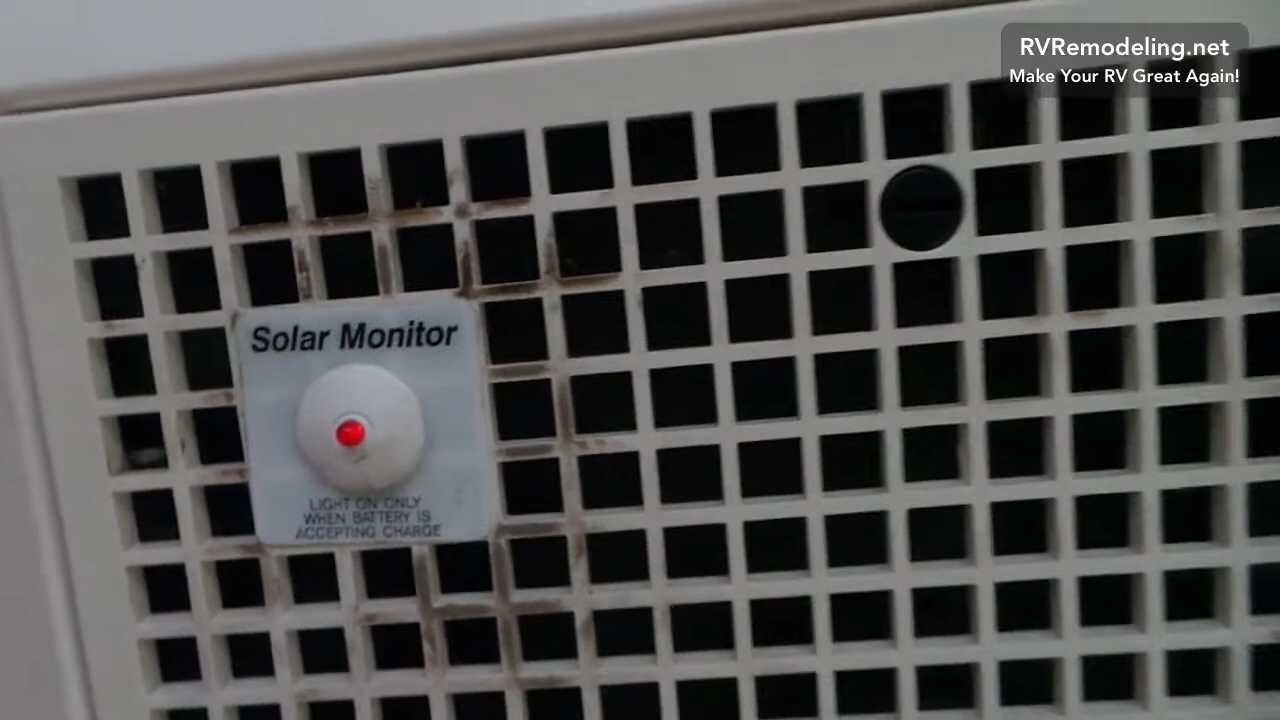 RVRemodeling.net
Make Your RV Great Again!
Solar Monitor
LIGHT ON ONLY
WHEN BATTERY IS
ACCEPTING CHARGE